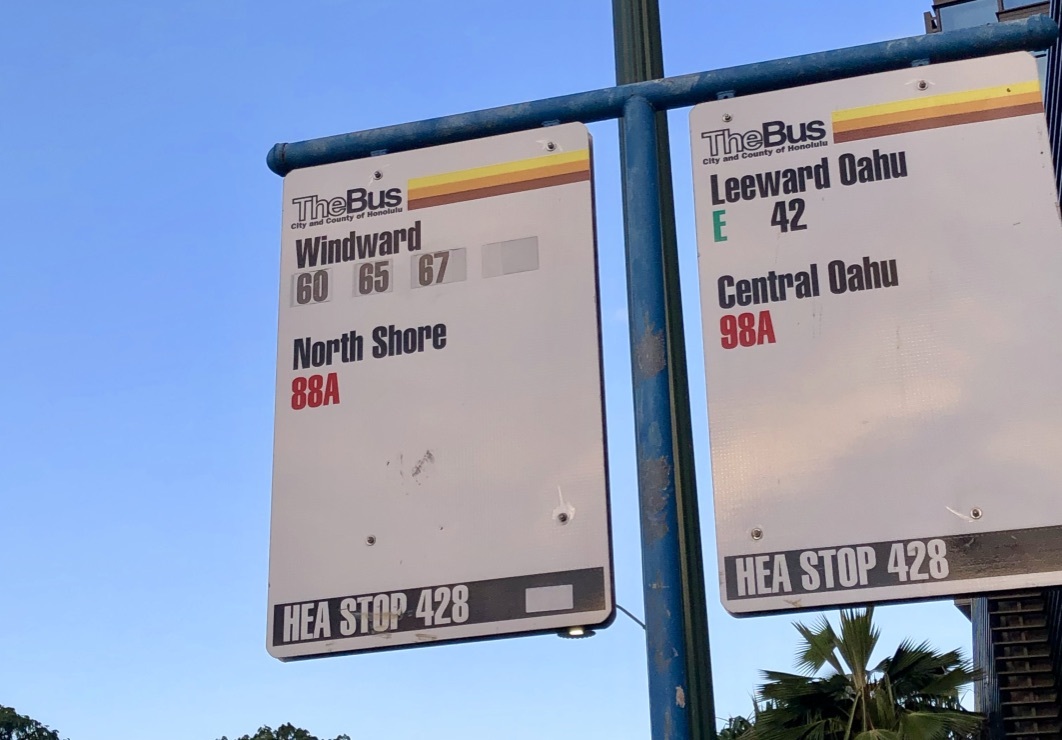 TheBus
City and County of Honolulu
Windward
60 65 67
North Shore
88A
HEA STOP 428
TheBus
City and County of Honolulu
Leeward Oahu
E 42
Central Oahu
98A
HEA STOP 428